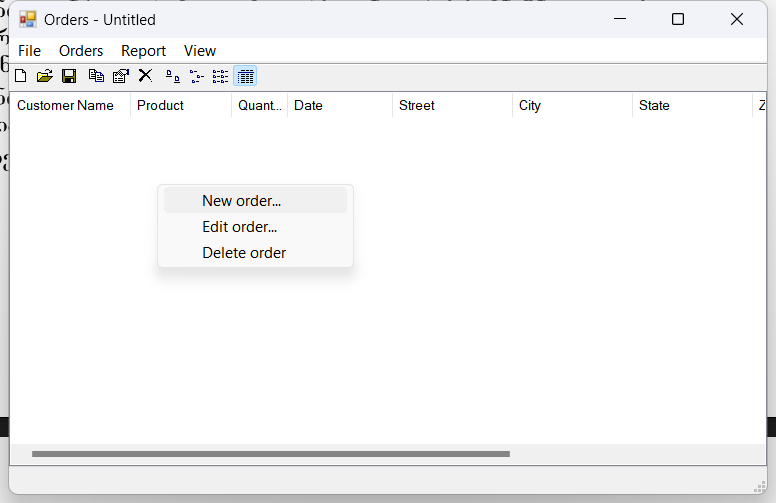 Orders - Untitled
File Orders Report View
Customer Name Product Quant... Date Street City State
New order...
Edit order...
Delete order